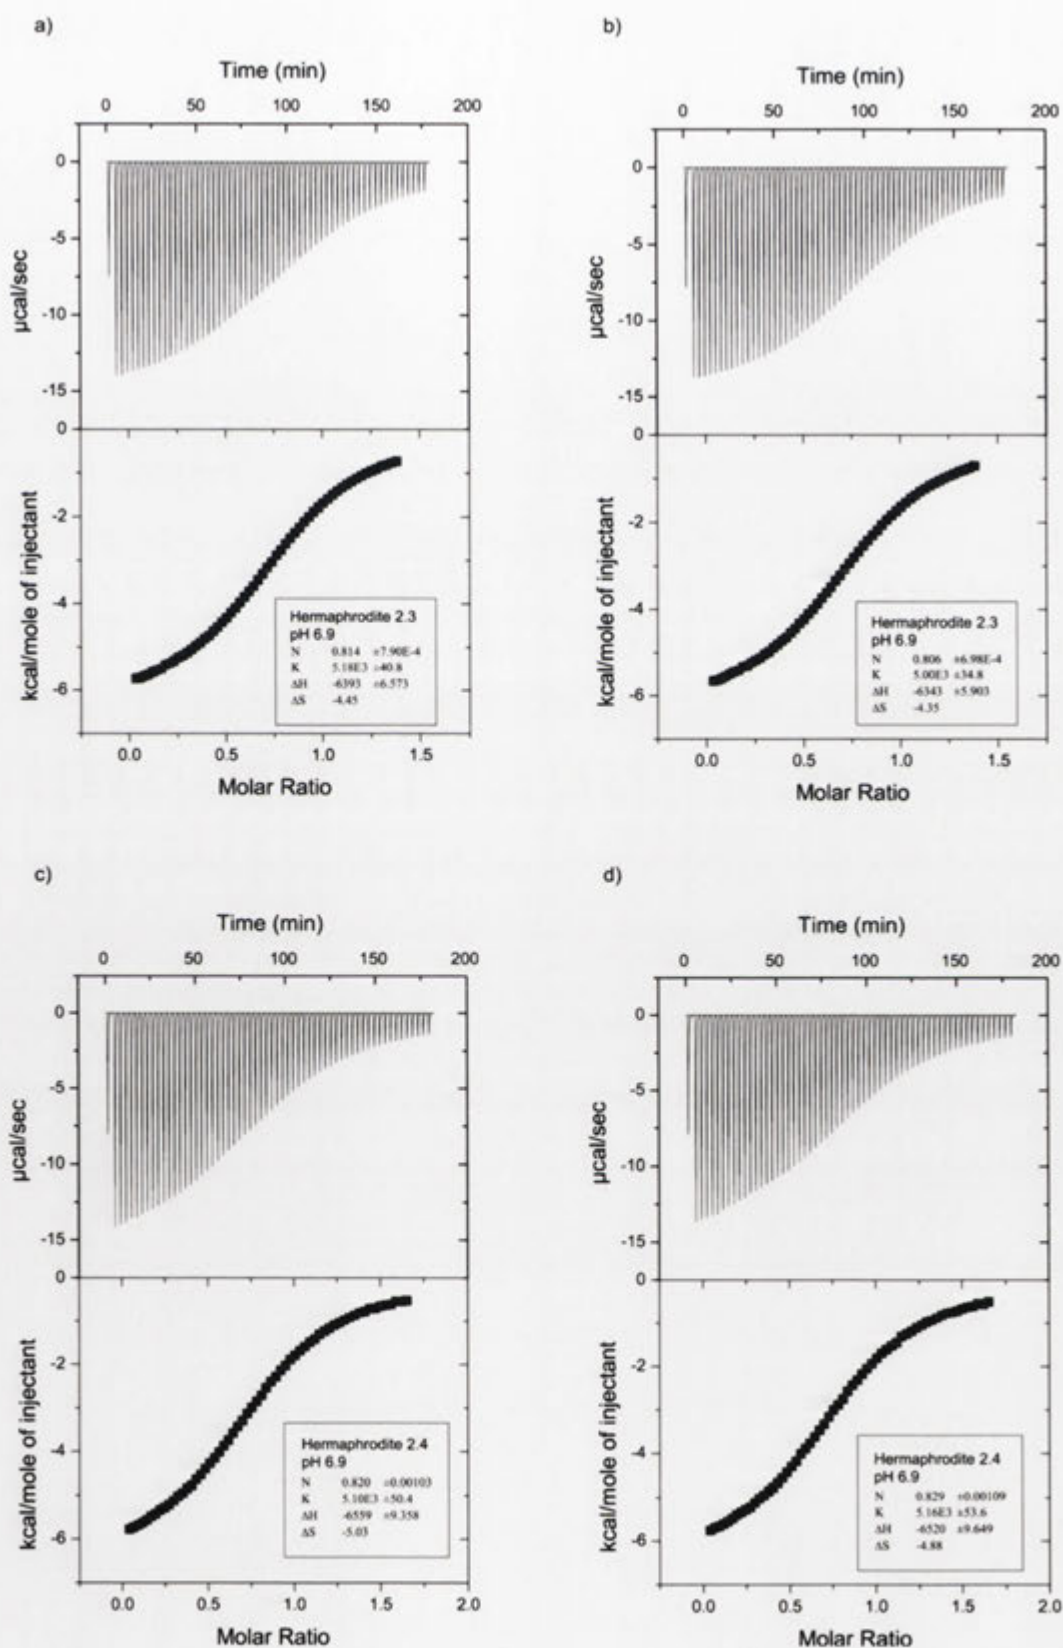 a)
Time (min)
0 50 100 150 200
0
-5
-10
-15
µcal/sec
0
-2
-4
-6
kcal/mole of injectant
Hermaphrodite 2.3
pH 6.9
N 0.814 ±7.90E-4
K 5.18E3 ±40.8
ΔH -6393 ±6.573
ΔS -4.45
0.0 0.5 1.0 1.5
Molar Ratio
b)
Time (min)
0 50 100 150 200
0
-5
-10
-15
µcal/sec
0
-2
-4
-6
kcal/mole of injectant
Hermaphrodite 2.3
pH 6.9
N 0.806 ±6.98E-4
K 5.00E3 ±34.8
ΔH -6343 ±5.903
ΔS -4.35
0.0 0.5 1.0 1.5
Molar Ratio
c)
Time (min)
0 50 100 150 200
0
-5
-10
-15
µcal/sec
0
-2
-4
-6
kcal/mole of injectant
Hermaphrodite 2.4
pH 6.9
N 0.820 ±0.00103
K 5.10E3 ±50.4
ΔH -6559 ±9.358
ΔS -5.03
0.0 0.5 1.0 1.5 2.0
Molar Ratio
d)
Time (min)
0 50 100 150 200
0
-5
-10
-15
µcal/sec
0
-2
-4
-6
kcal/mole of injectant
Hermaphrodite 2.4
pH 6.9
N 0.829 ±0.00109
K 5.16E3 ±53.6
ΔH -6520 ±9.649
ΔS -4.88
0.0 0.5 1.0 1.5 2.0
Molar Ratio